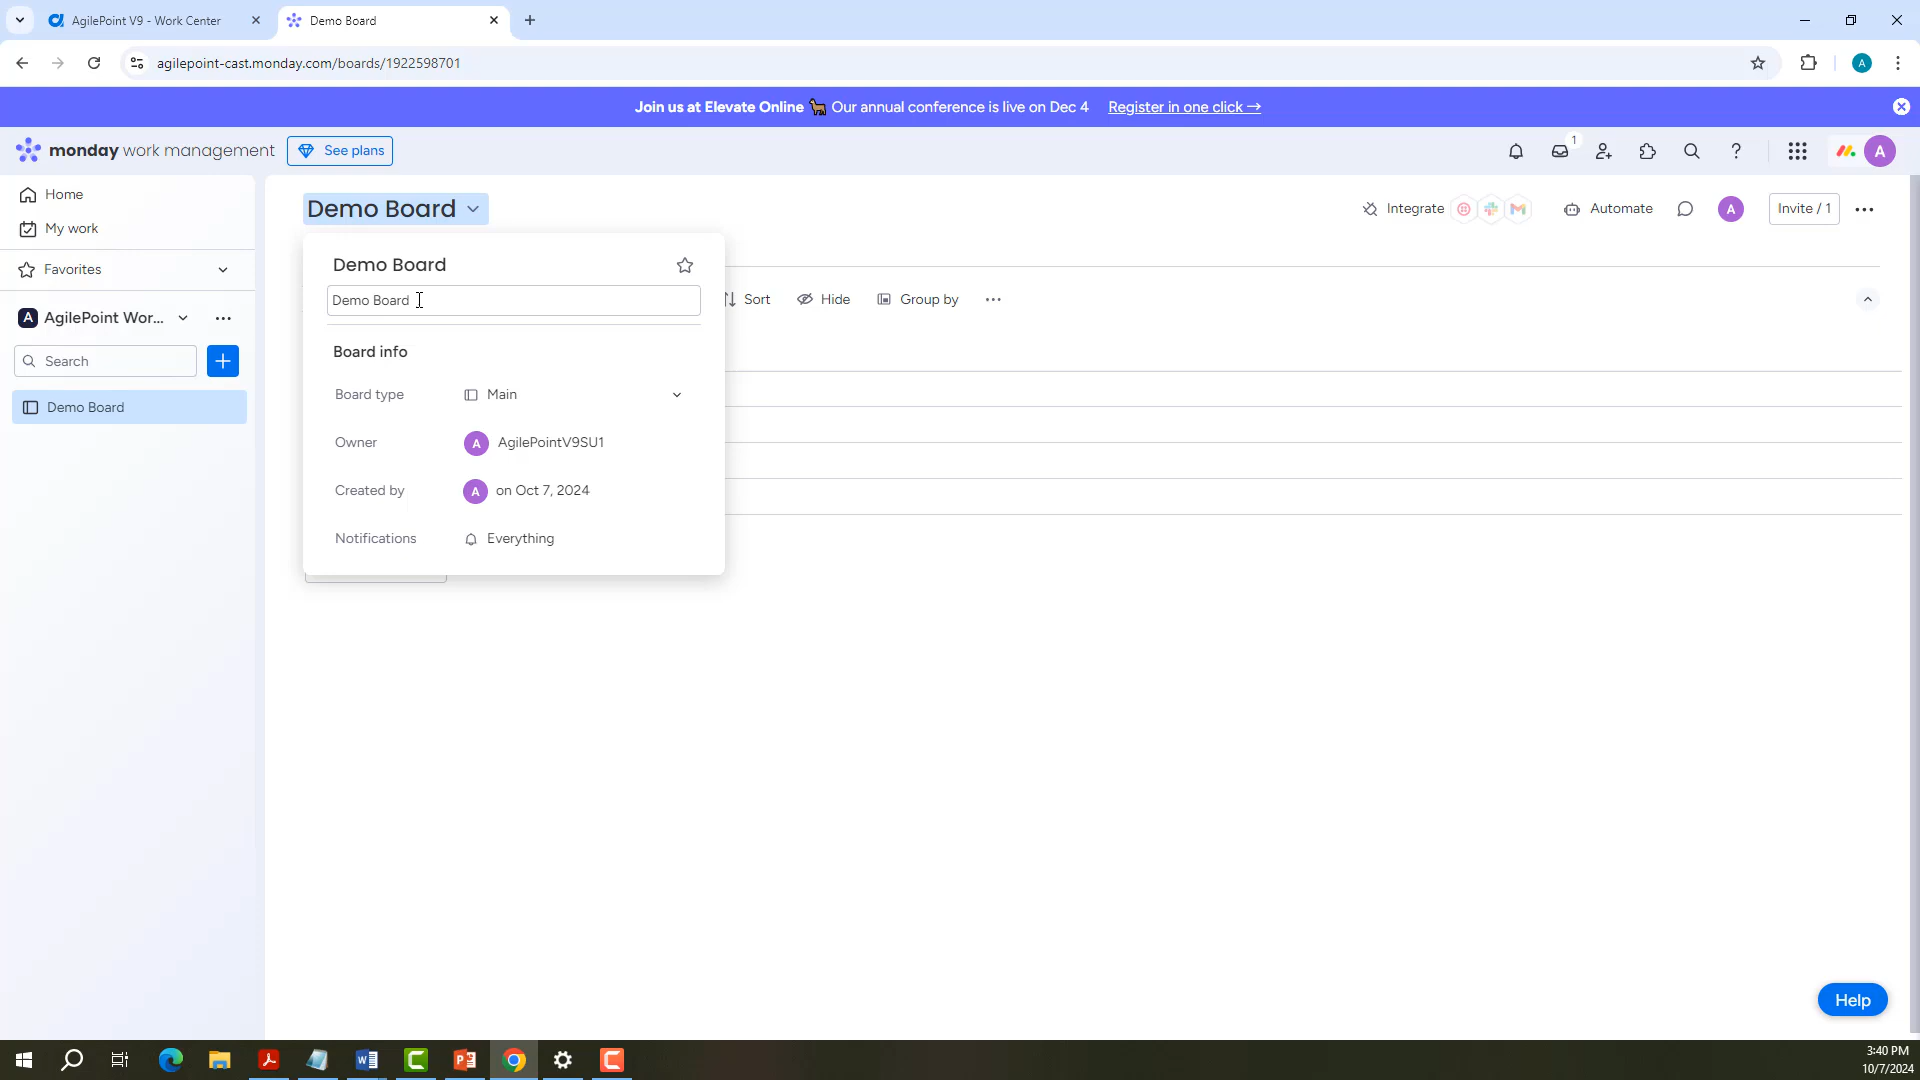 AgilePoint V9 - Work Center
Demo Board
agilepoint-cast.monday.com/boards/1922598701
A
Join us at Elevate Online 🐆 Our annual conference is live on Dec 4 Register in one click →
monday work management
See plans
1
A
Home
My work
Favorites
A AgilePoint Wor...
Search
Demo Board
Demo Board
Integrate
Automate
A
Invite / 1
Demo Board
Demo Board
Sort
Hide
Group by
Board info
Board type Main
Owner A AgilePointV9SU1
Created by A on Oct 7, 2024
Notifications Everything
Help
3:40 PM
10/7/2024